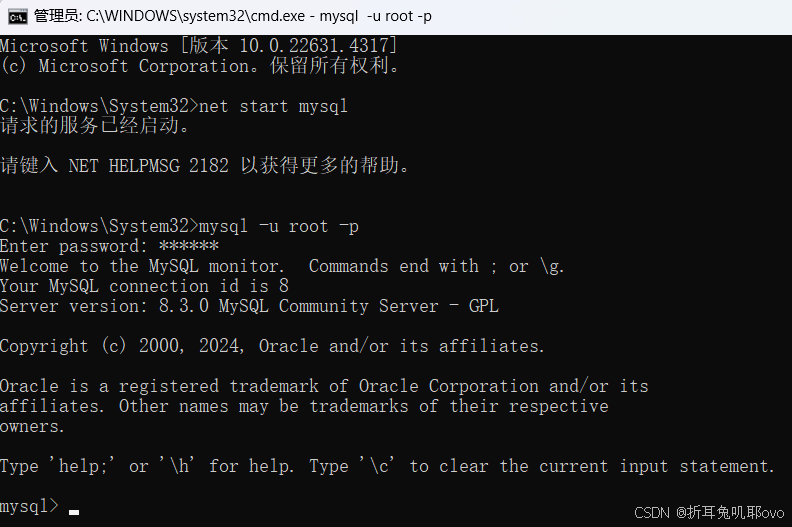 管理员: C:\WINDOWS\system32\cmd.exe - mysql  -u root -p
Microsoft Windows [版本 10.0.22631.4317]
(c) Microsoft Corporation。保留所有权利。
C:\Windows\System32>net start mysql
请求的服务已经启动。
请键入 NET HELPMSG 2182 以获得更多的帮助。
C:\Windows\System32>mysql -u root -p
Enter password: ******
Welcome to the MySQL monitor.  Commands end with ; or \g.
Your MySQL connection id is 8
Server version: 8.3.0 MySQL Community Server - GPL
Copyright (c) 2000, 2024, Oracle and/or its affiliates.
Oracle is a registered trademark of Oracle Corporation and/or its
affiliates. Other names may be trademarks of their respective
owners.
Type 'help;' or '\h' for help. Type '\c' to clear the current input statement.
mysql>
CSDN @折耳兔叽耶ovo